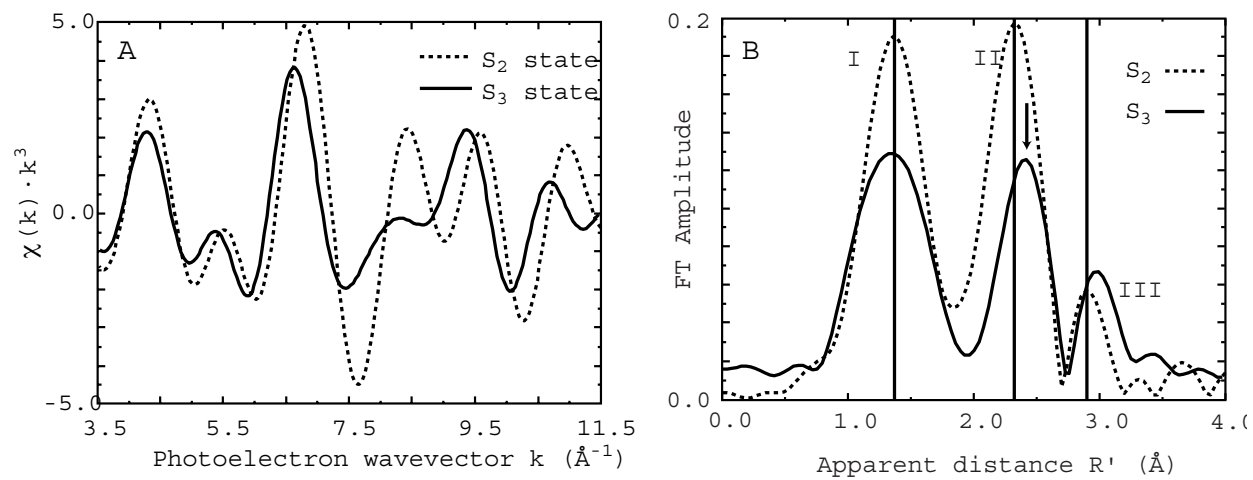 A
5.0
0.0
-5.0
χ(k)·k³
S₂ state
S₃ state
3.5 5.5 7.5 9.5 11.5
Photoelectron wavevector k (Å⁻¹)
B
0.2
0.0
FT Amplitude
I
II
III
S₂
S₃
0.0 1.0 2.0 3.0 4.0
Apparent distance R' (Å)